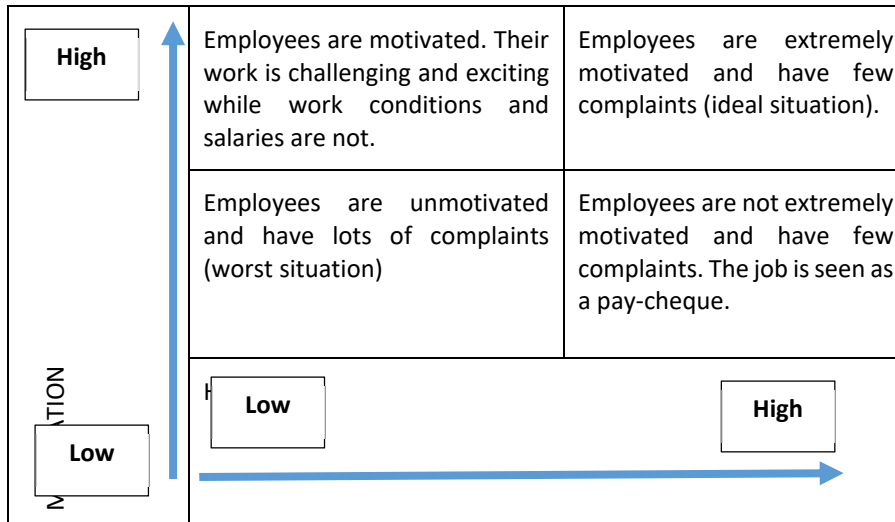 High
Employees are motivated. Their
work is challenging and exciting
while work conditions and
salaries are not.
Employees are extremely
motivated and have few
complaints (ideal situation).
Employees are unmotivated
and have lots of complaints
(worst situation)
Employees are not extremely
motivated and have few
complaints. The job is seen as
a pay-cheque.
Low
Low
High